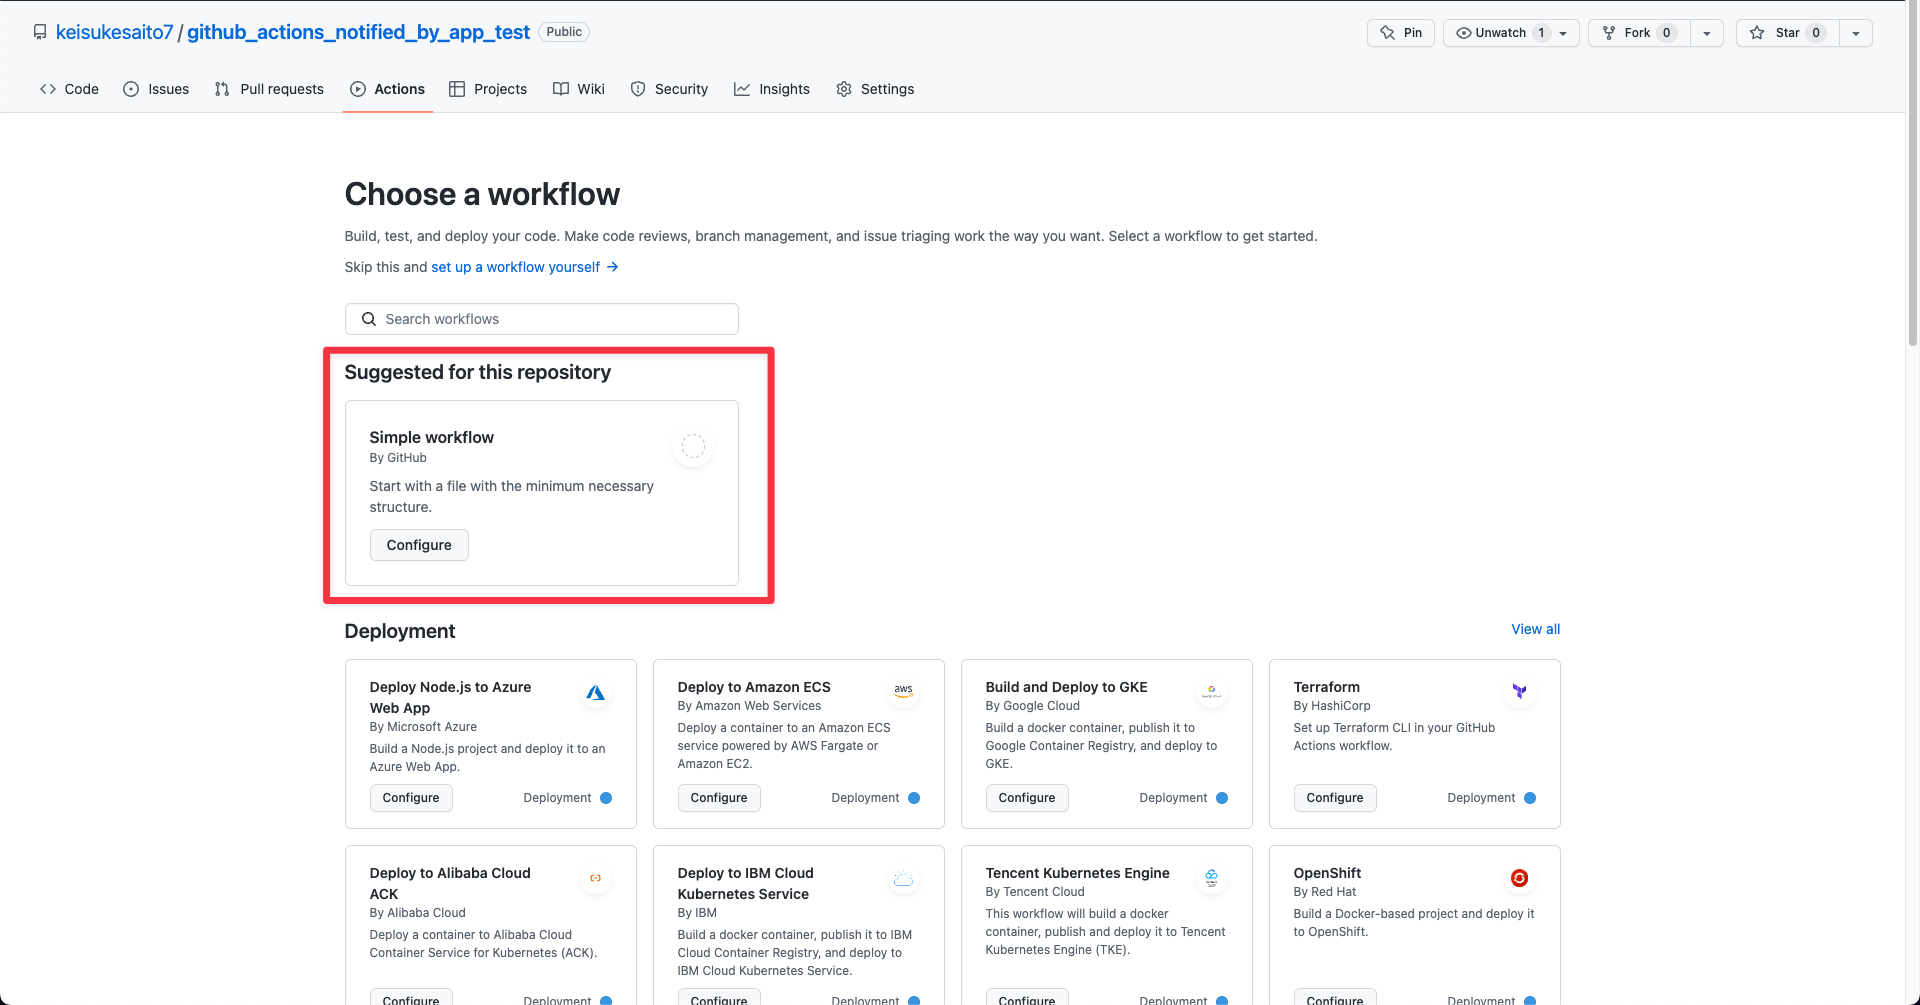 keisukesaito7 / github_actions_notified_by_app_test Public
Pin
Unwatch 1
Fork 0
Star 0
Code
Issues
Pull requests
Actions
Projects
Wiki
Security
Insights
Settings
Choose a workflow
Build, test, and deploy your code. Make code reviews, branch management, and issue triaging work the way you want. Select a workflow to get started.
Skip this and set up a workflow yourself →
Search workflows
Suggested for this repository
Simple workflow
By GitHub
Start with a file with the minimum necessary
structure.
Configure
Deployment
View all
Deploy Node.js to Azure
Web App
By Microsoft Azure
Build a Node.js project and deploy it to an
Azure Web App.
Configure
Deployment
Deploy to Amazon ECS
By Amazon Web Services
aws
Deploy a container to an Amazon ECS
service powered by AWS Fargate or
Amazon EC2.
Configure
Deployment
Build and Deploy to GKE
By Google Cloud
Build a docker container, publish it to
Google Container Registry, and deploy to
GKE.
Configure
Deployment
Terraform
By HashiCorp
Set up Terraform CLI in your GitHub
Actions workflow.
Configure
Deployment
Deploy to Alibaba Cloud
ACK
By Alibaba Cloud
Deploy a container to Alibaba Cloud
Container Service for Kubernetes (ACK).
Configure
Deployment
Deploy to IBM Cloud
Kubernetes Service
By IBM
Build a docker container, publish it to IBM
Cloud Container Registry, and deploy to
IBM Cloud Kubernetes Service.
Configure
Deployment
Tencent Kubernetes Engine
By Tencent Cloud
This workflow will build a docker
container, publish and deploy it to Tencent
Kubernetes Engine (TKE).
Configure
Deployment
OpenShift
By Red Hat
Build a Docker-based project and deploy it
to OpenShift.
Configure
Deployment